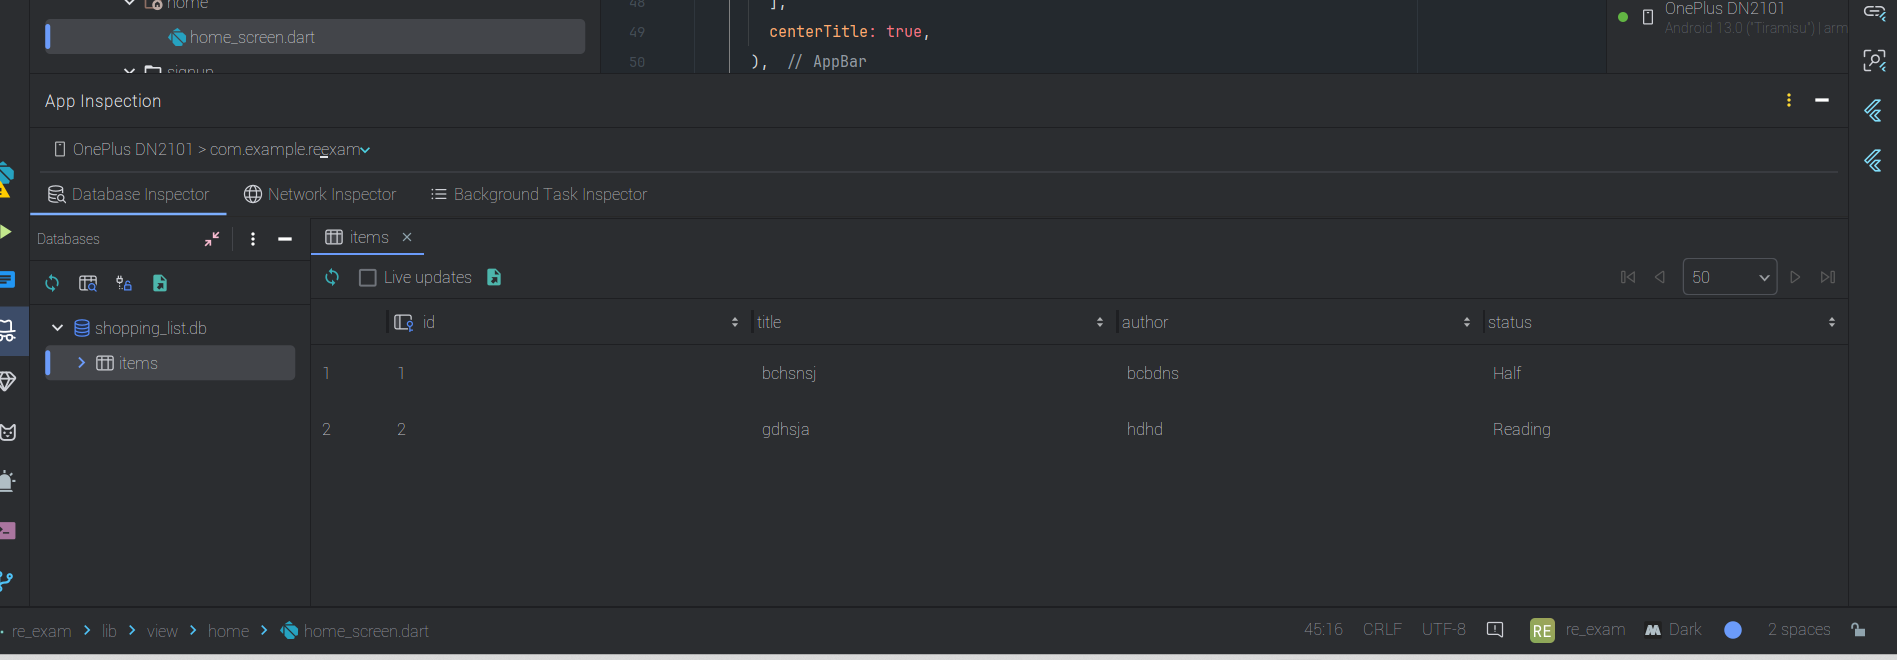 home
home_screen.dart
signup
48 ],
49 centerTitle: true,
50 ), // AppBar
OnePlus DN2101
Android 13.0 ("Tiramisu") | arm
App Inspection
OnePlus DN2101 > com.example.reexam
Database Inspector Network Inspector Background Task Inspector
Databases
items
Live updates
50
shopping_list.db
items
id title author status
1 1 bchsnsj bcbdns Half
2 2 gdhsja hdhd Reading
re_exam lib view home home_screen.dart
45:16 CRLF UTF-8 RE re_exam Dark 2 spaces